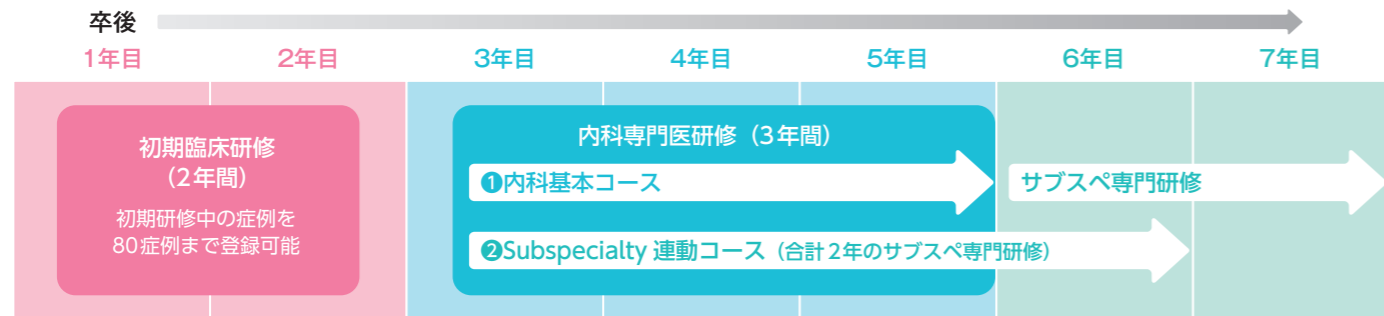 卒後
1年目 2年目 3年目 4年目 5年目 6年目 7年目
初期臨床研修
（2年間）
初期研修中の症例を
80症例まで登録可能
内科専門医研修（3年間）
❶内科基本コース
サブスペ専門研修
❷Subspecialty 連動コース（合計2年のサブスペ専門研修）